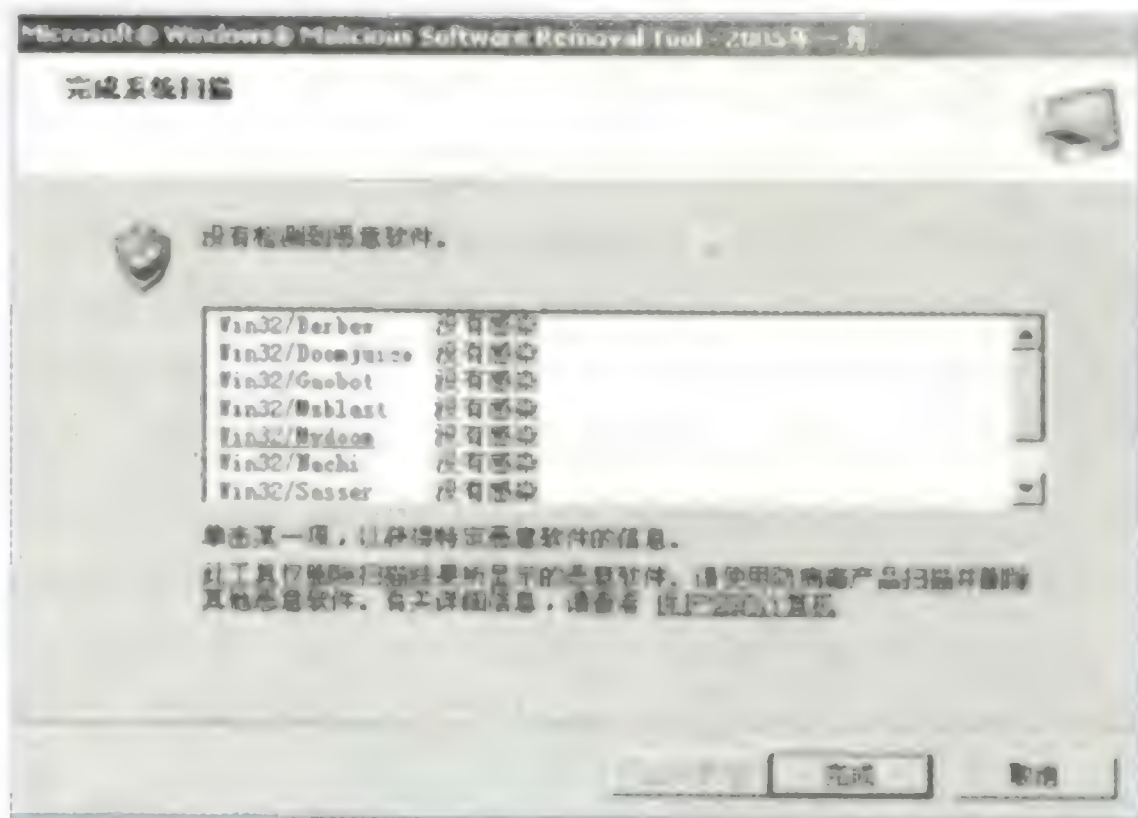 Microsoft® Windows® Malicious Software Removal Tool - 2005年 一月
完成系统扫描
没有检测到恶意软件。
Win32/Berbew 没有感染
Win32/Doomjuice 没有感染
Win32/Gaobot 没有感染
Win32/Msblast 没有感染
Win32/Mydoom 没有感染
Win32/Nachi 没有感染
Win32/Sasser 没有感染
单击某一项，以获得特定恶意软件的信息。
此工具仅删除扫描结果所显示的恶意软件。请使用防病毒产品扫描并删除
其他恶意软件。有关详细信息，请查看
完成 取消